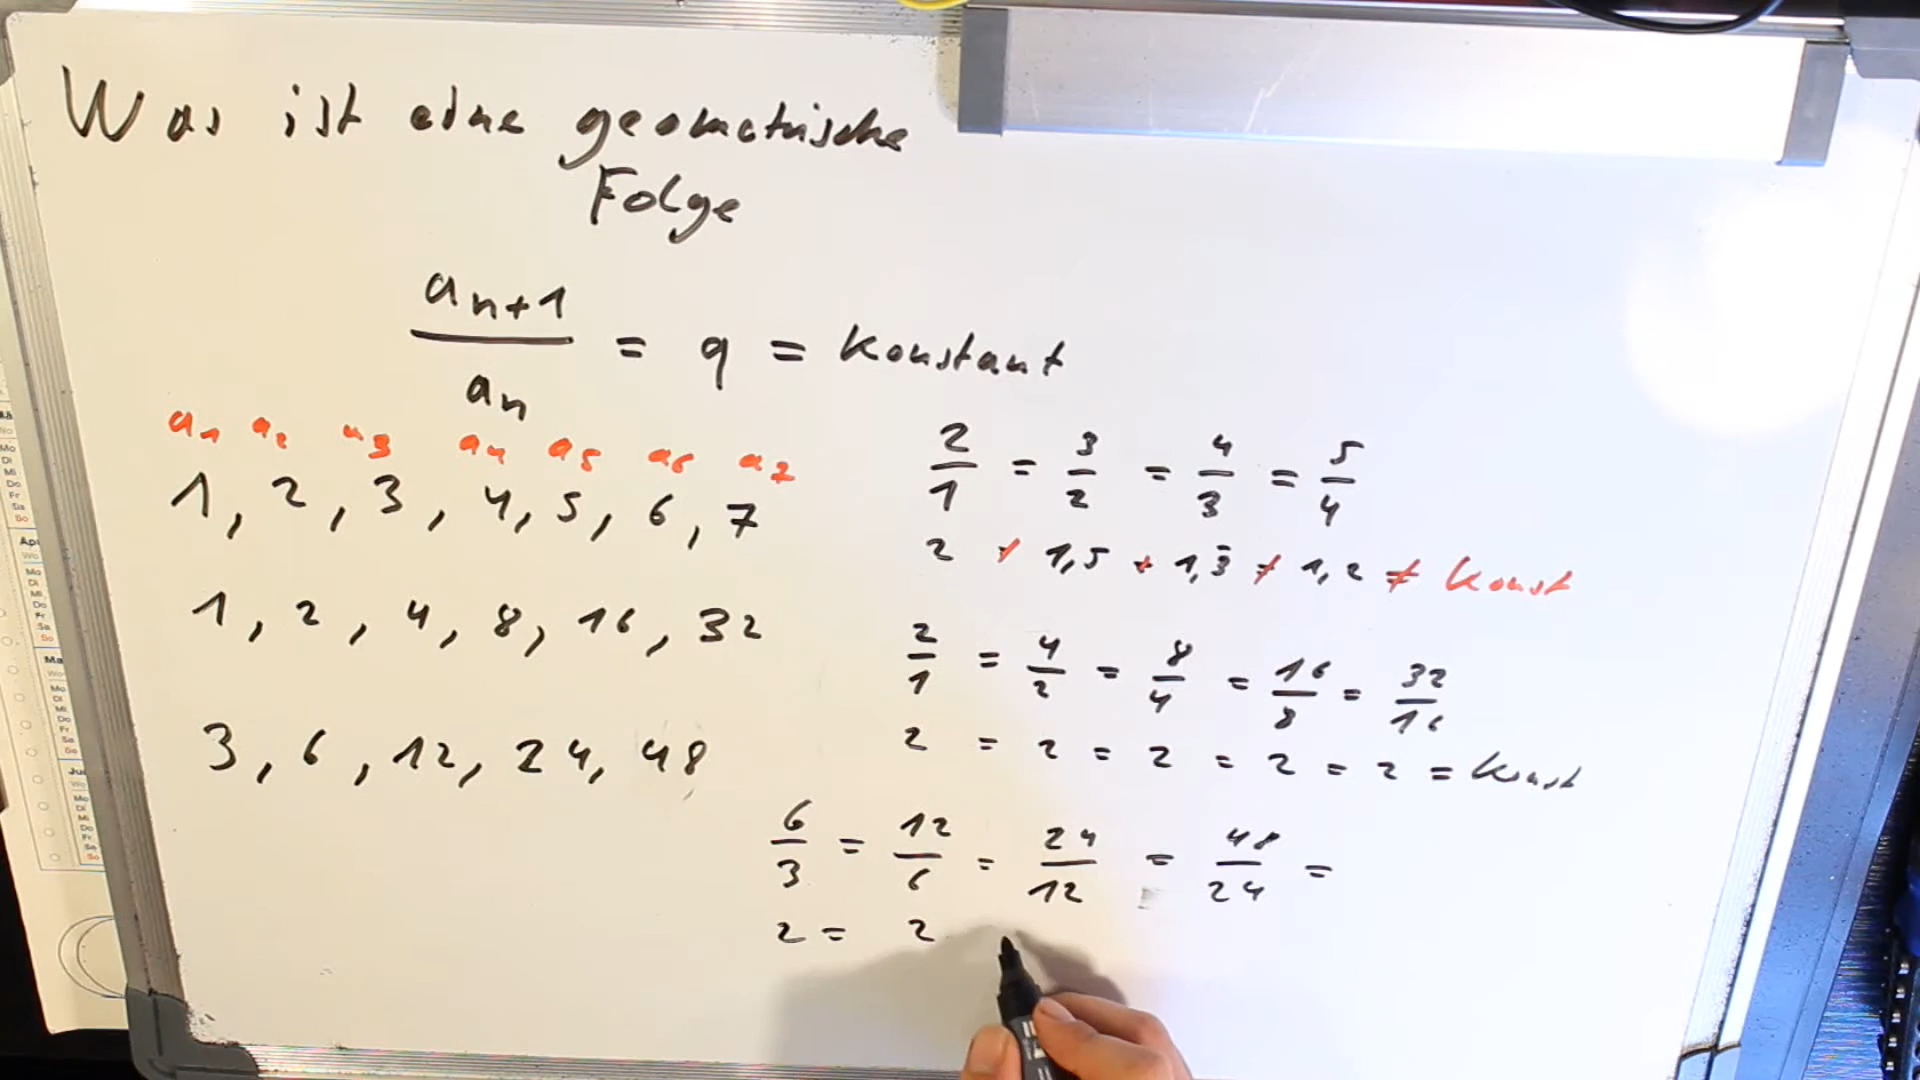 Was ist eine geometrische
Folge
an+1 / an = q = konstant
a1 a2 a3 a4 a5 a6 a7
1, 2, 3, 4, 5, 6, 7
1, 2, 4, 8, 16, 32
3, 6, 12, 24, 48
2/1 = 3/2 = 4/3 = 5/4
2 ≠ 1,5 ≠ 1,3̅ ≠ 1,2 ≠ konst
2/1 = 4/2 = 8/4 = 16/8 = 32/16
2 = 2 = 2 = 2 = 2 = konst
6/3 = 12/6 = 24/12 = 48/24 =
2 = 2